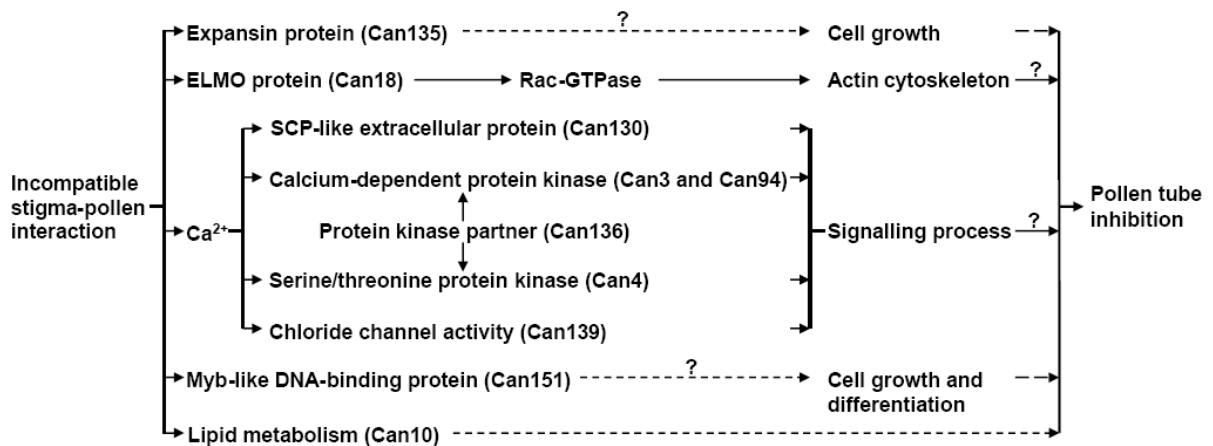 ?
Expansin protein (Can135) Cell growth
?
ELMO protein (Can18) Rac-GTPase Actin cytoskeleton
SCP-like extracellular protein (Can130)
Incompatible
stigma-pollen
interaction
Calcium-dependent protein kinase (Can3 and Can94)
Ca²⁺
Protein kinase partner (Can136)
Signalling process
?
Pollen tube
inhibition
Serine/threonine protein kinase (Can4)
Chloride channel activity (Can139)
?
Myb-like DNA-binding protein (Can151)
Cell growth and
differentiation
Lipid metabolism (Can10)